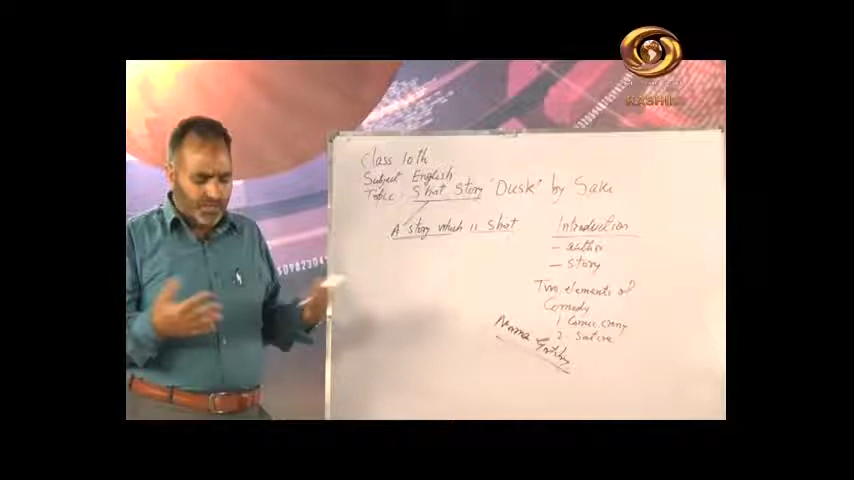 KASHIR
Class 10th
Subject English
Topic: Short Story "Dusk" by Saki
A story which is short
Introduction
- author
- story
Two elements of
Comedy
1 Comic irony
2. Satire
509823041